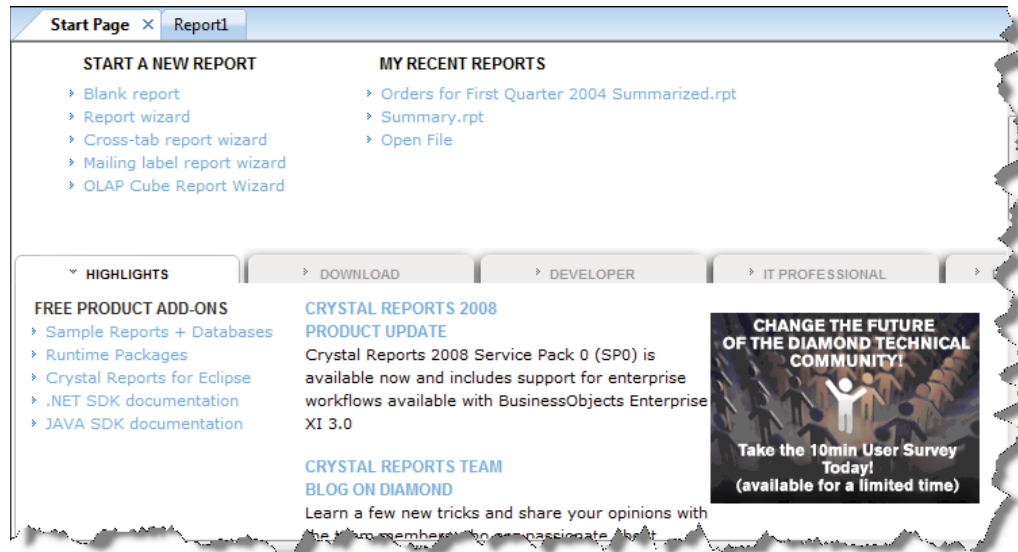 Start Page
Report1
START A NEW REPORT
Blank report
Report wizard
Cross-tab report wizard
Mailing label report wizard
OLAP Cube Report Wizard
MY RECENT REPORTS
Orders for First Quarter 2004 Summarized.rpt
Summary.rpt
Open File
HIGHLIGHTS
DOWNLOAD
DEVELOPER
IT PROFESSIONAL
FREE PRODUCT ADD-ONS
Sample Reports + Databases
Runtime Packages
Crystal Reports for Eclipse
.NET SDK documentation
JAVA SDK documentation
CRYSTAL REPORTS 2008
PRODUCT UPDATE
Crystal Reports 2008 Service Pack 0 (SP0) is
available now and includes support for enterprise
workflows available with BusinessObjects Enterprise
XI 3.0
CRYSTAL REPORTS TEAM
BLOG ON DIAMOND
Learn a few new tricks and share your opinions with
CHANGE THE FUTURE
OF THE DIAMOND TECHNICAL
COMMUNITY!
Take the 10min User Survey
Today!
(available for a limited time)